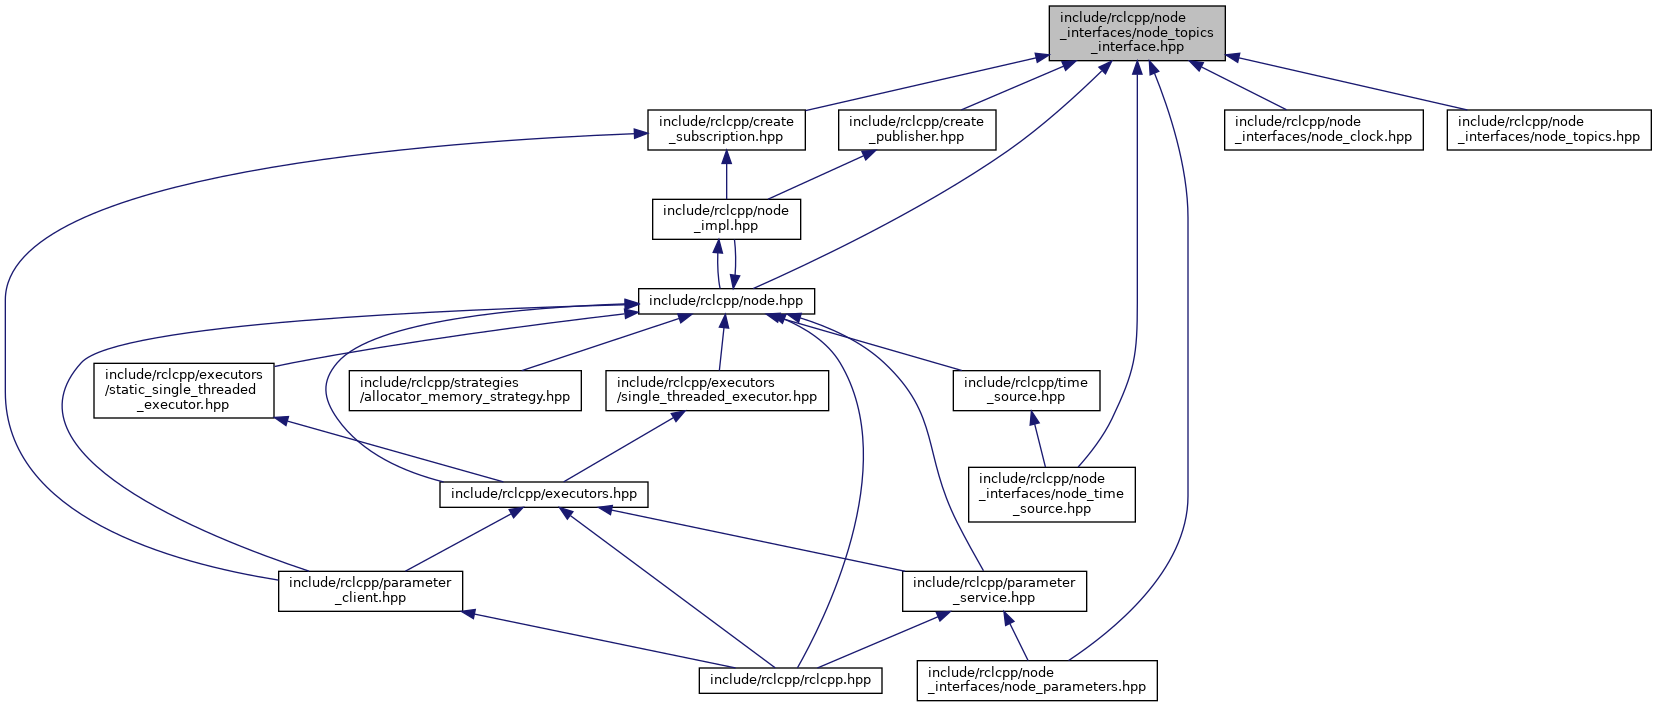 include/rclcpp/node
_interfaces/node_topics
_interface.hpp
include/rclcpp/create
_subscription.hpp
include/rclcpp/create
_publisher.hpp
include/rclcpp/node
_interfaces/node_clock.hpp
include/rclcpp/node
_interfaces/node_topics.hpp
include/rclcpp/node
_impl.hpp
include/rclcpp/node.hpp
include/rclcpp/executors
/static_single_threaded
_executor.hpp
include/rclcpp/strategies
/allocator_memory_strategy.hpp
include/rclcpp/executors
/single_threaded_executor.hpp
include/rclcpp/time
_source.hpp
include/rclcpp/executors.hpp
include/rclcpp/node
_interfaces/node_time
_source.hpp
include/rclcpp/parameter
_client.hpp
include/rclcpp/parameter
_service.hpp
include/rclcpp/rclcpp.hpp
include/rclcpp/node
_interfaces/node_parameters.hpp